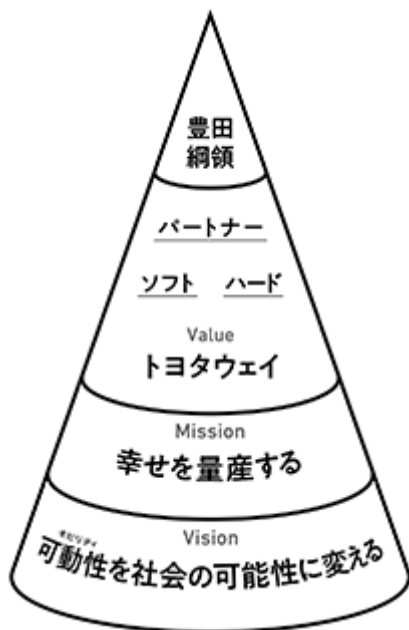 豊田
綱領
パートナー
ソフト ハード
Value
トヨタウェイ
Mission
幸せを量産する
Vision
モビリティ
可動性を社会の可能性に変える